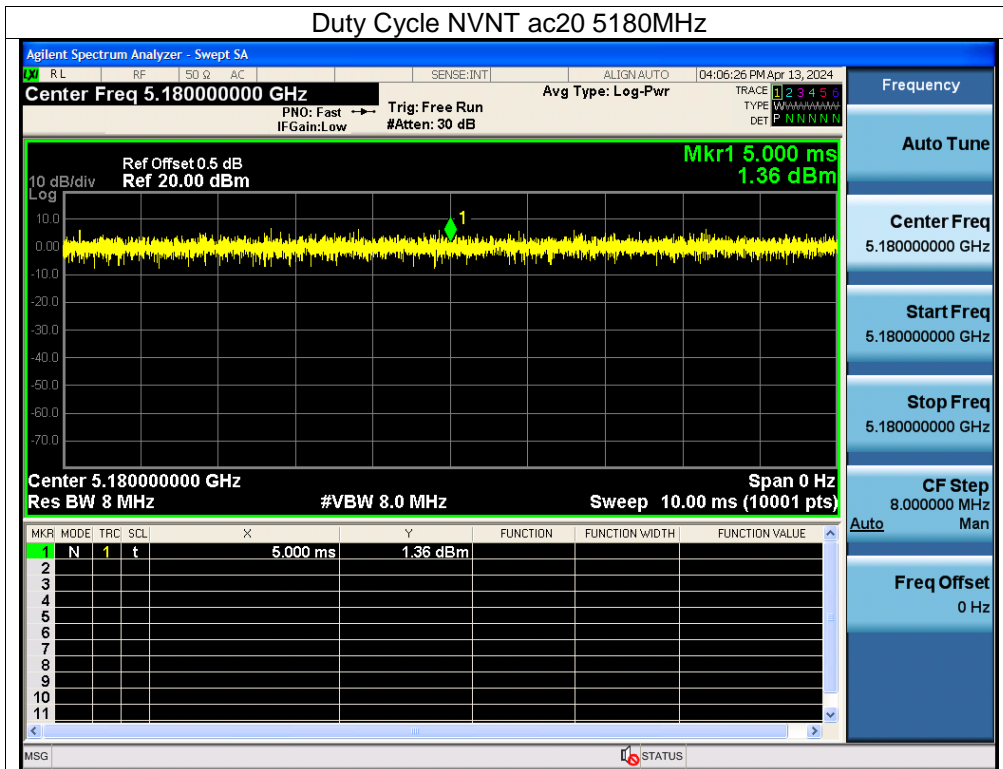 Duty Cycle NVNT ac20 5180MHz
Agilent Spectrum Analyzer - Swept SA
LXI RL RF 50 Ω AC SENSE:INT ALIGN AUTO 04:06:26 PM Apr 13, 2024
Center Freq 5.180000000 GHz Avg Type: Log-Pwr TRACE 1 2 3 4 5 6
PNO: Fast Trig: Free Run TYPE WWWWWW
IFGain:Low #Atten: 30 dB DET P N N N N N
Frequency
Mkr1 5.000 ms
1.36 dBm
Ref Offset 0.5 dB
10 dB/div Ref 20.00 dBm
Log
10.0
0.00
-10.0
-20.0
-30.0
-40.0
-50.0
-60.0
-70.0
1
Center 5.180000000 GHz Span 0 Hz
Res BW 8 MHz #VBW 8.0 MHz Sweep 10.00 ms (10001 pts)
MKR MODE TRC SCL X Y FUNCTION FUNCTION WIDTH FUNCTION VALUE
1 N 1 t 5.000 ms 1.36 dBm
2
3
4
5
6
7
8
9
10
11
MSG STATUS
Auto Tune
Center Freq
5.180000000 GHz
Start Freq
5.180000000 GHz
Stop Freq
5.180000000 GHz
CF Step
8.000000 MHz
Auto Man
Freq Offset
0 Hz